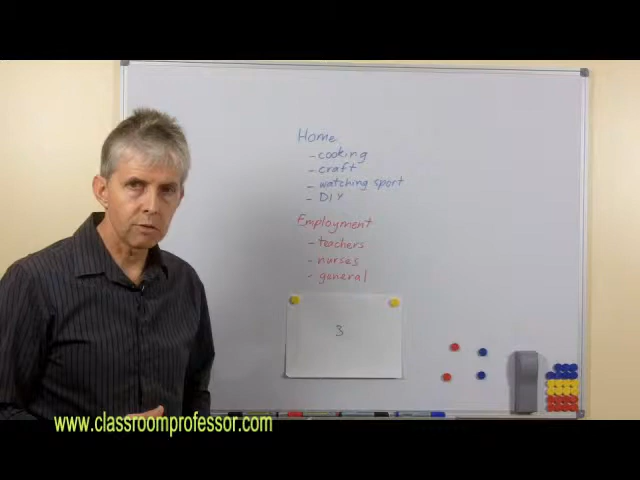 Home
- cooking
- craft
- watching sport
- DIY
Employment
- teachers
- nurses
- general
3
www.classroomprofessor.com